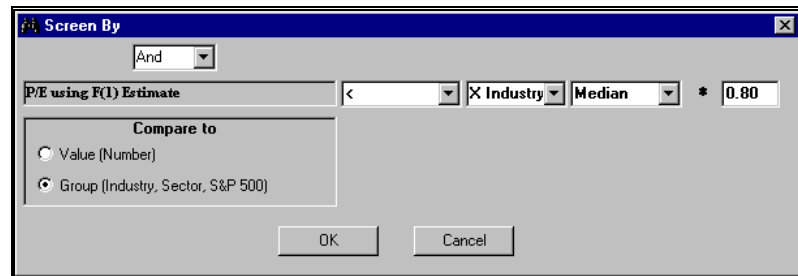 Screen By
And
P/E using F(1) Estimate < X Industry Median * 0.80
Compare to
Value (Number)
Group (Industry, Sector, S&P 500)
OK Cancel